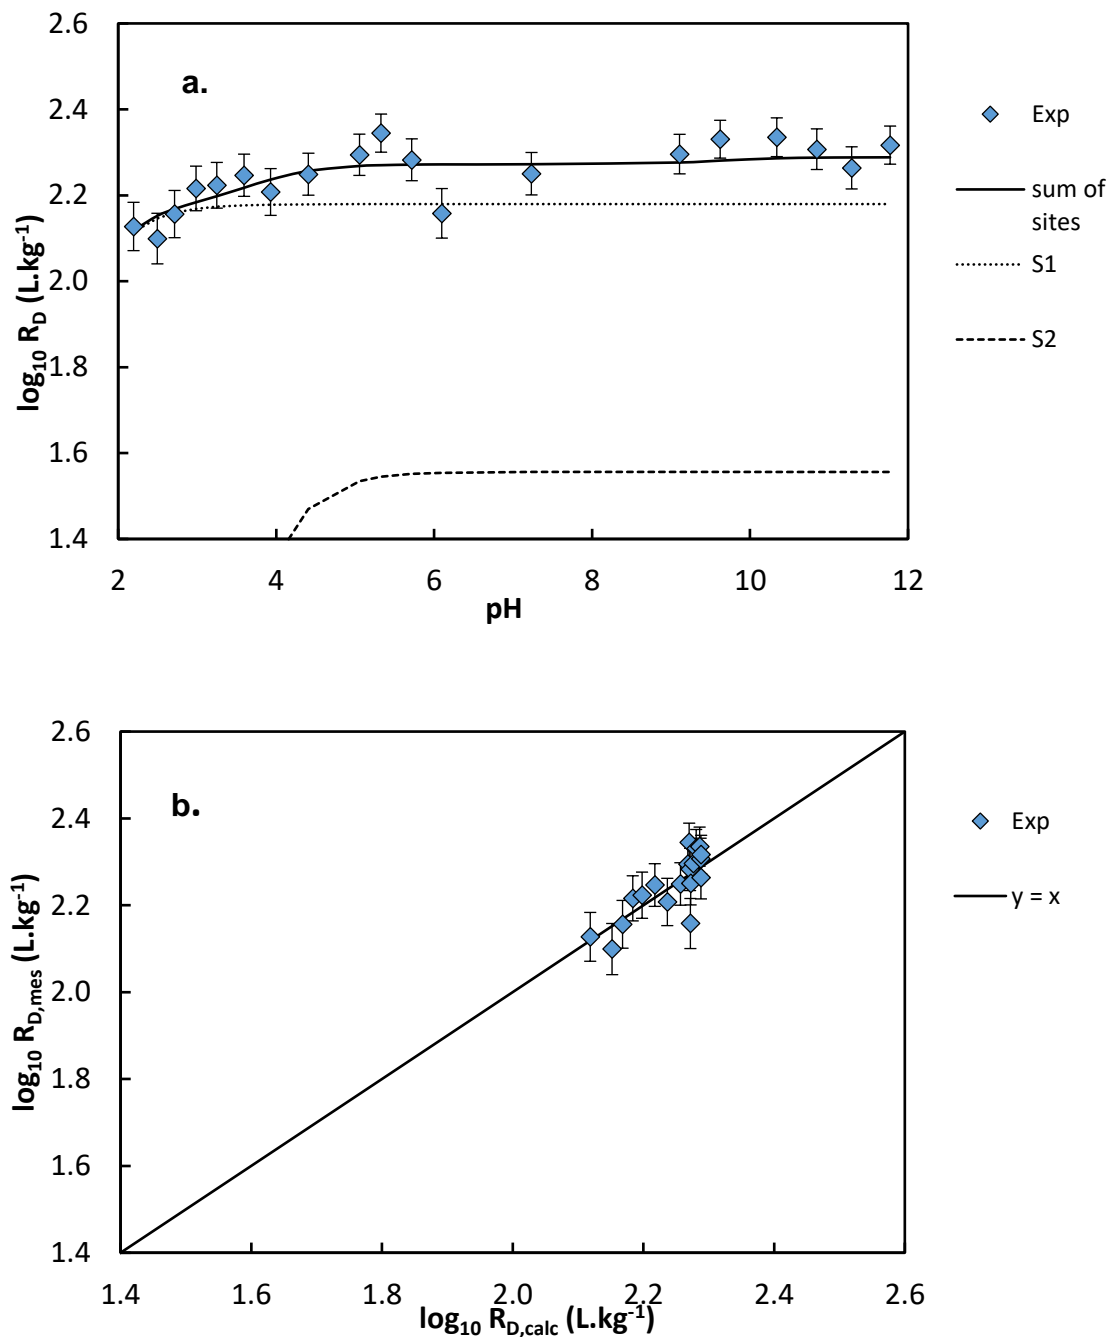 a.
2.6
2.4
2.2
2.0
1.8
1.6
1.4
log₁₀ R_D (L.kg⁻¹)
2 4 6 8 10 12
pH
Exp
sum of
sites
S1
S2
b.
2.6
2.4
2.2
2.0
1.8
1.6
1.4
log₁₀ R_D,mes (L.kg⁻¹)
1.4 1.6 1.8 2.0 2.2 2.4 2.6
log₁₀ R_D,calc (L.kg⁻¹)
Exp
y = x